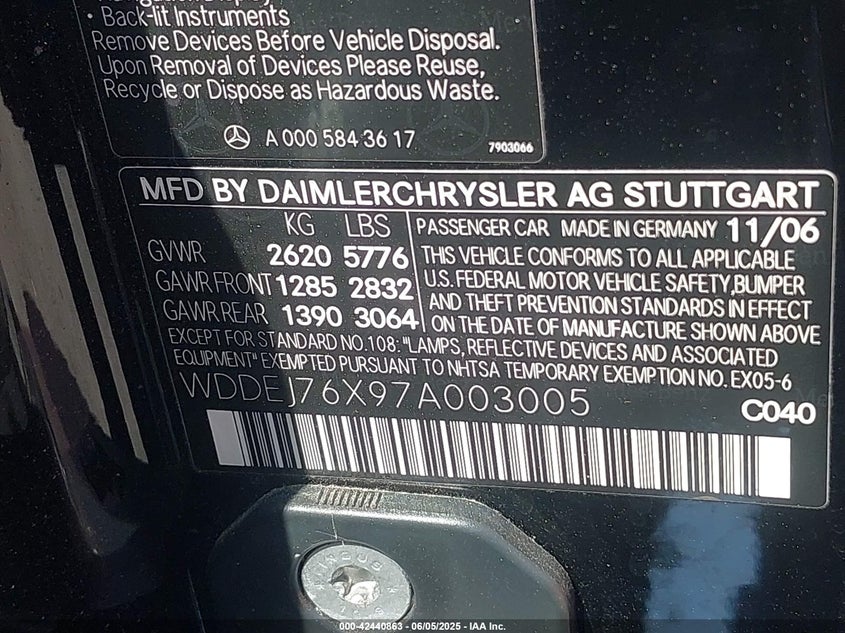 • Back-lit Instruments
Remove Devices Before Vehicle Disposal.
Upon Removal of Devices Please Reuse,
Recycle or Dispose as Hazardous Waste.
A 000 584 36 17
7903066
MFD BY DAIMLERCHRYSLER AG STUTTGART
KG LBS
GVWR 2620 5776
GAWR FRONT 1285 2832
GAWR REAR 1390 3064
PASSENGER CAR MADE IN GERMANY 11/06
THIS VEHICLE CONFORMS TO ALL APPLICABLE
U.S. FEDERAL MOTOR VEHICLE SAFETY, BUMPER
AND THEFT PREVENTION STANDARDS IN EFFECT
ON THE DATE OF MANUFACTURE SHOWN ABOVE
EXCEPT FOR STANDARD NO. 108: "LAMPS, REFLECTIVE DEVICES AND ASSOCIATED
EQUIPMENT" EXEMPTED PURSUANT TO NHTSA TEMPORARY EXEMPTION NO. EX05-6
WDDEJ76X97A003005
C040
000-42440863 - 06/05/2025 - IAA Inc.